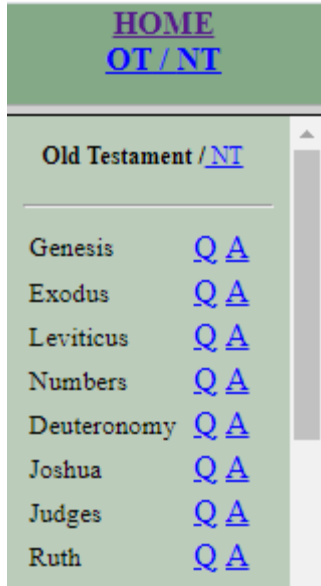 HOME
OT / NT
Old Testament / NT
Genesis Q A
Exodus Q A
Leviticus Q A
Numbers Q A
Deuteronomy Q A
Joshua Q A
Judges Q A
Ruth Q A